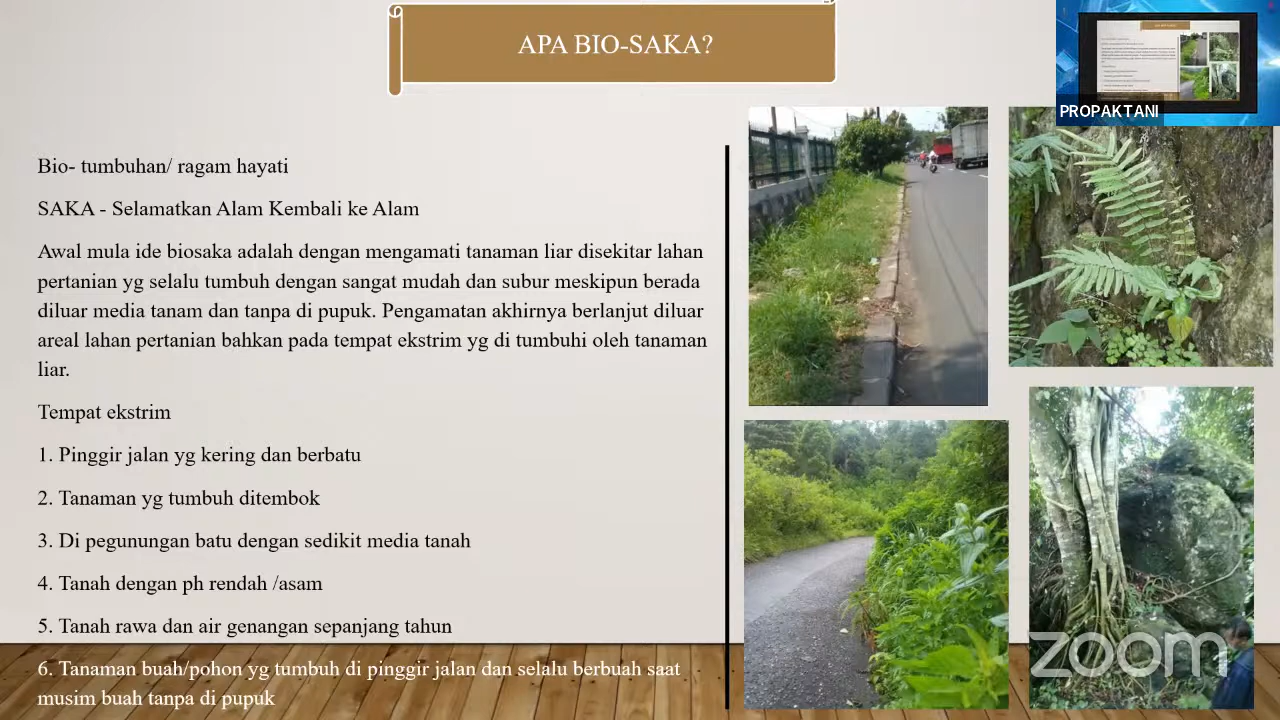 APA BIO-SAKA?
PROPAKTANI
Bio- tumbuhan/ ragam hayati
SAKA - Selamatkan Alam Kembali ke Alam
Awal mula ide biosaka adalah dengan mengamati tanaman liar disekitar lahan
pertanian yg selalu tumbuh dengan sangat mudah dan subur meskipun berada
diluar media tanam dan tanpa di pupuk. Pengamatan akhirnya berlanjut diluar
areal lahan pertanian bahkan pada tempat ekstrim yg di tumbuhi oleh tanaman
liar.
Tempat ekstrim
1. Pinggir jalan yg kering dan berbatu
2. Tanaman yg tumbuh ditembok
3. Di pegunungan batu dengan sedikit media tanah
4. Tanah dengan ph rendah /asam
5. Tanah rawa dan air genangan sepanjang tahun
6. Tanaman buah/pohon yg tumbuh di pinggir jalan dan selalu berbuah saat
musim buah tanpa di pupuk
zoom